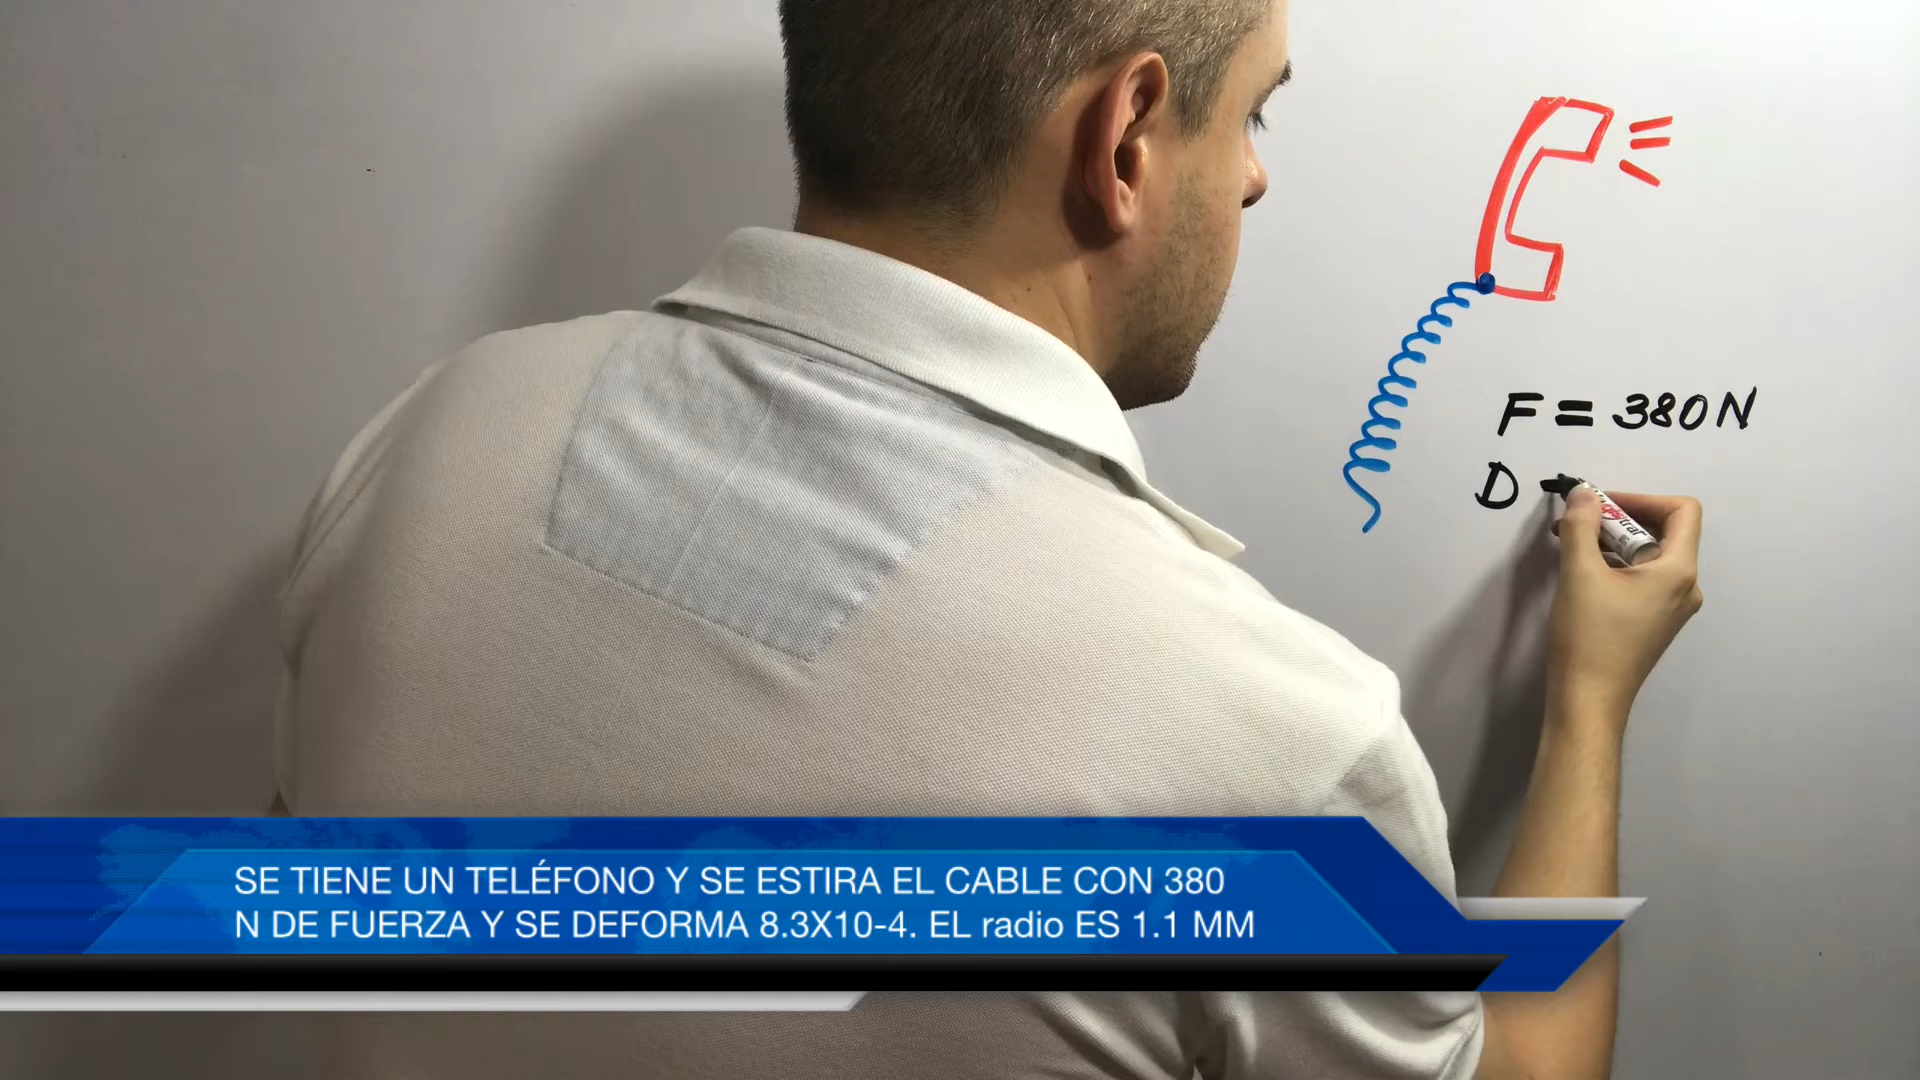 F = 380N
D
SE TIENE UN TELÉFONO Y SE ESTIRA EL CABLE CON 380
N DE FUERZA Y SE DEFORMA 8.3X10-4. EL radio ES 1.1 MM